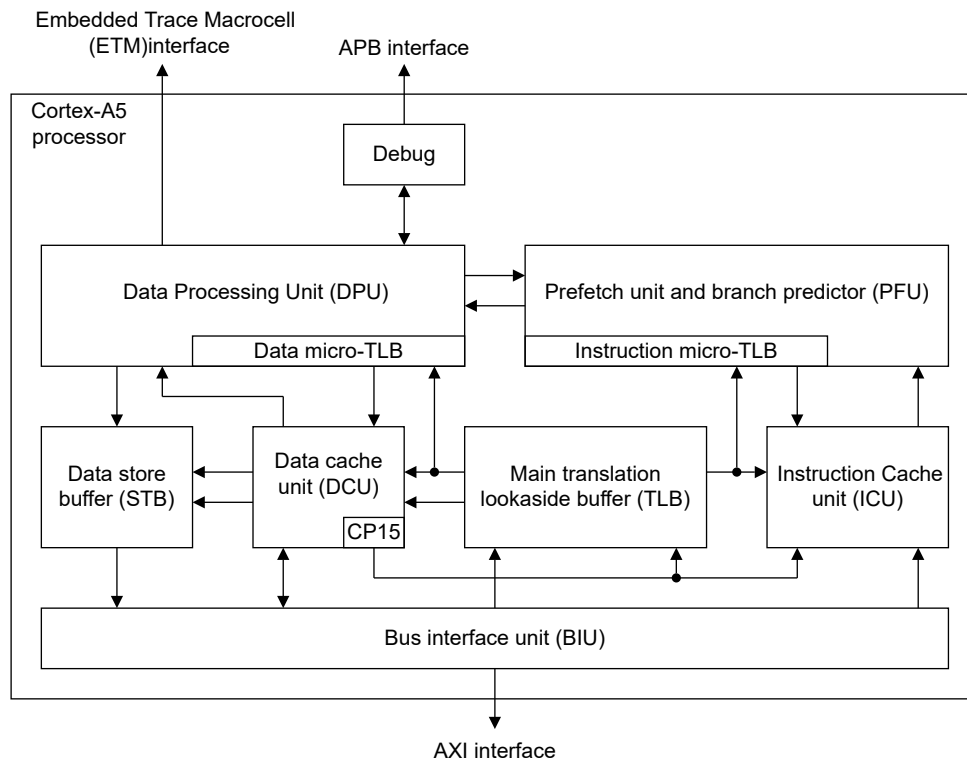 Embedded Trace Macrocell
(ETM)interface
APB interface
Cortex-A5
processor
Debug
Data Processing Unit (DPU)
Prefetch unit and branch predictor (PFU)
Data micro-TLB
Instruction micro-TLB
Data store
buffer (STB)
Data cache
unit (DCU)
CP15
Main translation
lookaside buffer (TLB)
Instruction Cache
unit (ICU)
Bus interface unit (BIU)
AXI interface